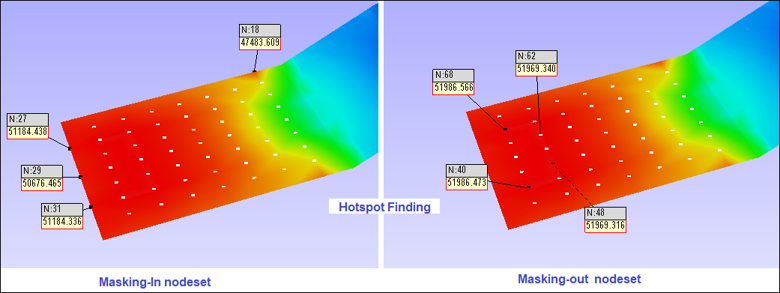 N:18
47483.609
N:27
51184.438
N:29
50676.465
N:31
51184.336
N:62
51969.340
N:68
51986.566
N:40
51986.473
N:48
51969.316
Hotspot Finding
Masking-In nodeset
Masking-out nodeset